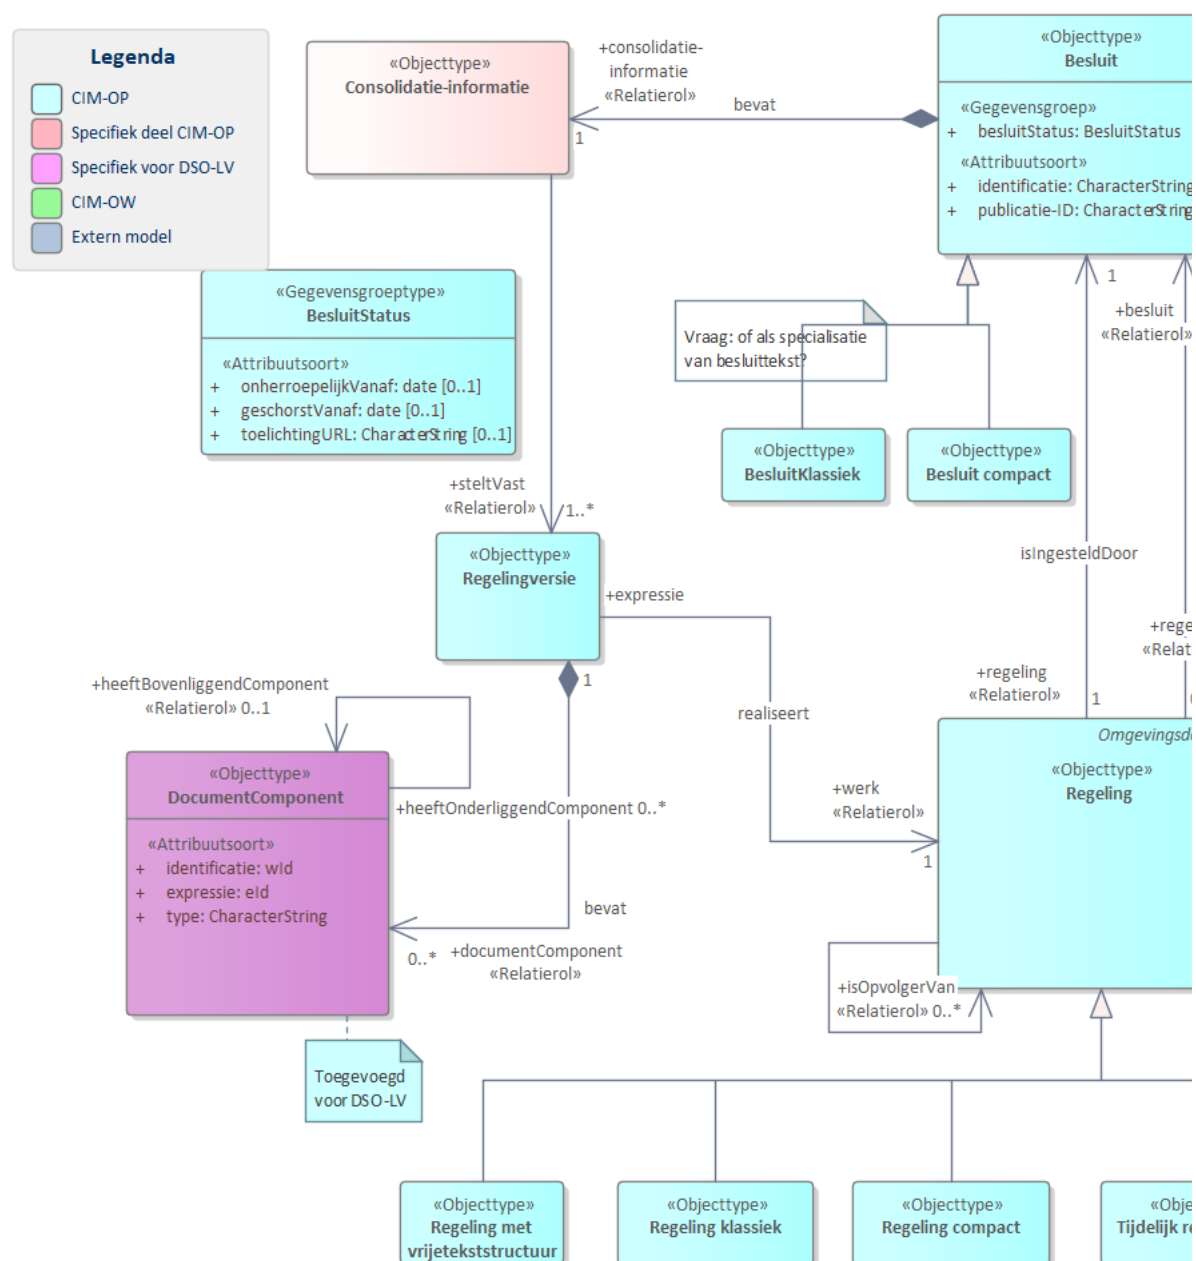 Legenda
CIM-OP
Specifiek deel CIM-OP
Specifiek voor DSO-LV
CIM-OW
Extern model
«Objecttype»
Consolidatie-informatie
+consolidatie-
informatie
«Relatierol»
1
bevat
«Objecttype»
Besluit
«Gegevensgroep»
+ besluitStatus: BesluitStatus
«Attribuutsoort»
+ identificatie: CharacterString
+ publicatie-ID: CharacterString
«Gegevensgroeptype»
BesluitStatus
«Attribuutsoort»
+ onherroepelijkVanaf: date [0..1]
+ geschorstVanaf: date [0..1]
+ toelichtingURL: CharacterString [0..1]
Vraag: of als specialisatie
van besluittekst?
1
+besluit
«Relatierol»
«Objecttype»
BesluitKlassiek
«Objecttype»
Besluit compact
+steltVast
«Relatierol»
1..*
«Objecttype»
Regelingversie
+expressie
1
isIngesteldDoor
+regeling
«Relatierol»
1
realiseert
+heeftBovenliggendComponent
«Relatierol» 0..1
«Objecttype»
DocumentComponent
«Attribuutsoort»
+ identificatie: wId
+ expressie: eId
+ type: CharacterString
+heeftOnderliggendComponent 0..*
bevat
0..*
+documentComponent
«Relatierol»
+werk
«Relatierol»
1
«Objecttype»
Regeling
+isOpvolgerVan
«Relatierol» 0..*
Toegevoegd
voor DSO-LV
«Objecttype»
Regeling met
vrijetekststructuur
«Objecttype»
Regeling klassiek
«Objecttype»
Regeling compact
Tijdelijk